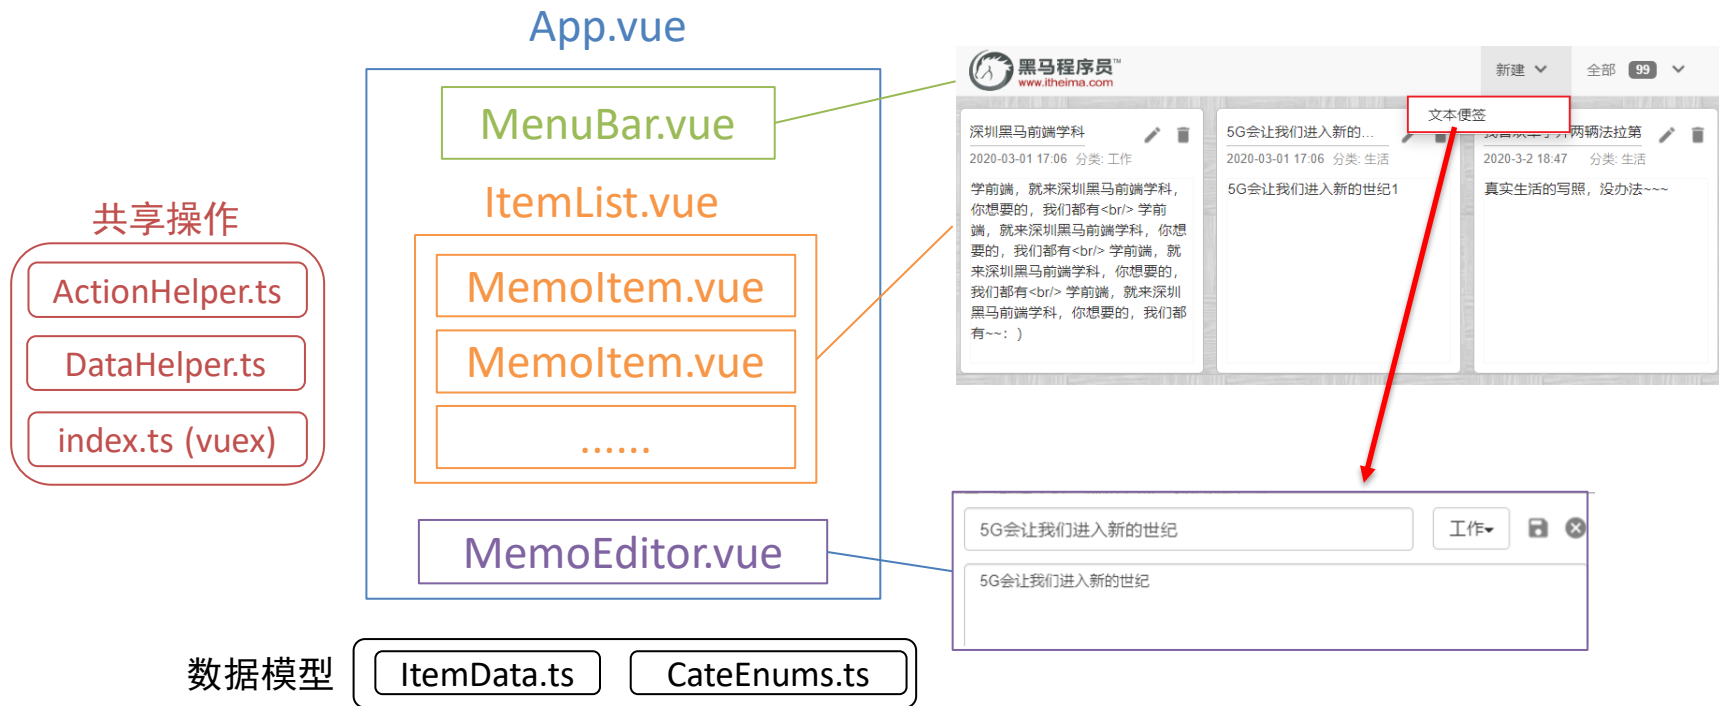 App.vue
MenuBar.vue
ItemList.vue
MemoItem.vue
MemoItem.vue
......
MemoEditor.vue
共享操作
ActionHelper.ts
DataHelper.ts
index.ts (vuex)
数据模型
ItemData.ts
CateEnums.ts
黑马程序员™
www.itheima.com
新建
全部 99
文本便签
深圳黑马前端学科
2020-03-01 17:06 分类: 工作
学前端，就来深圳黑马前端学科，
你想要的，我们都有<br/> 学前
端，就来深圳黑马前端学科，你想
要的，我们都有<br/> 学前端，就
来深圳黑马前端学科，你想要的，
我们都有<br/> 学前端，就来深圳
黑马前端学科，你想要的，我们都
有~~：)
5G会让我们进入新的...
2020-03-01 17:06 分类: 生活
5G会让我们进入新的世纪1
两辆法拉第
2020-3-2 18:47 分类: 生活
真实生活的写照，没办法~~~
5G会让我们进入新的世纪
工作
5G会让我们进入新的世纪